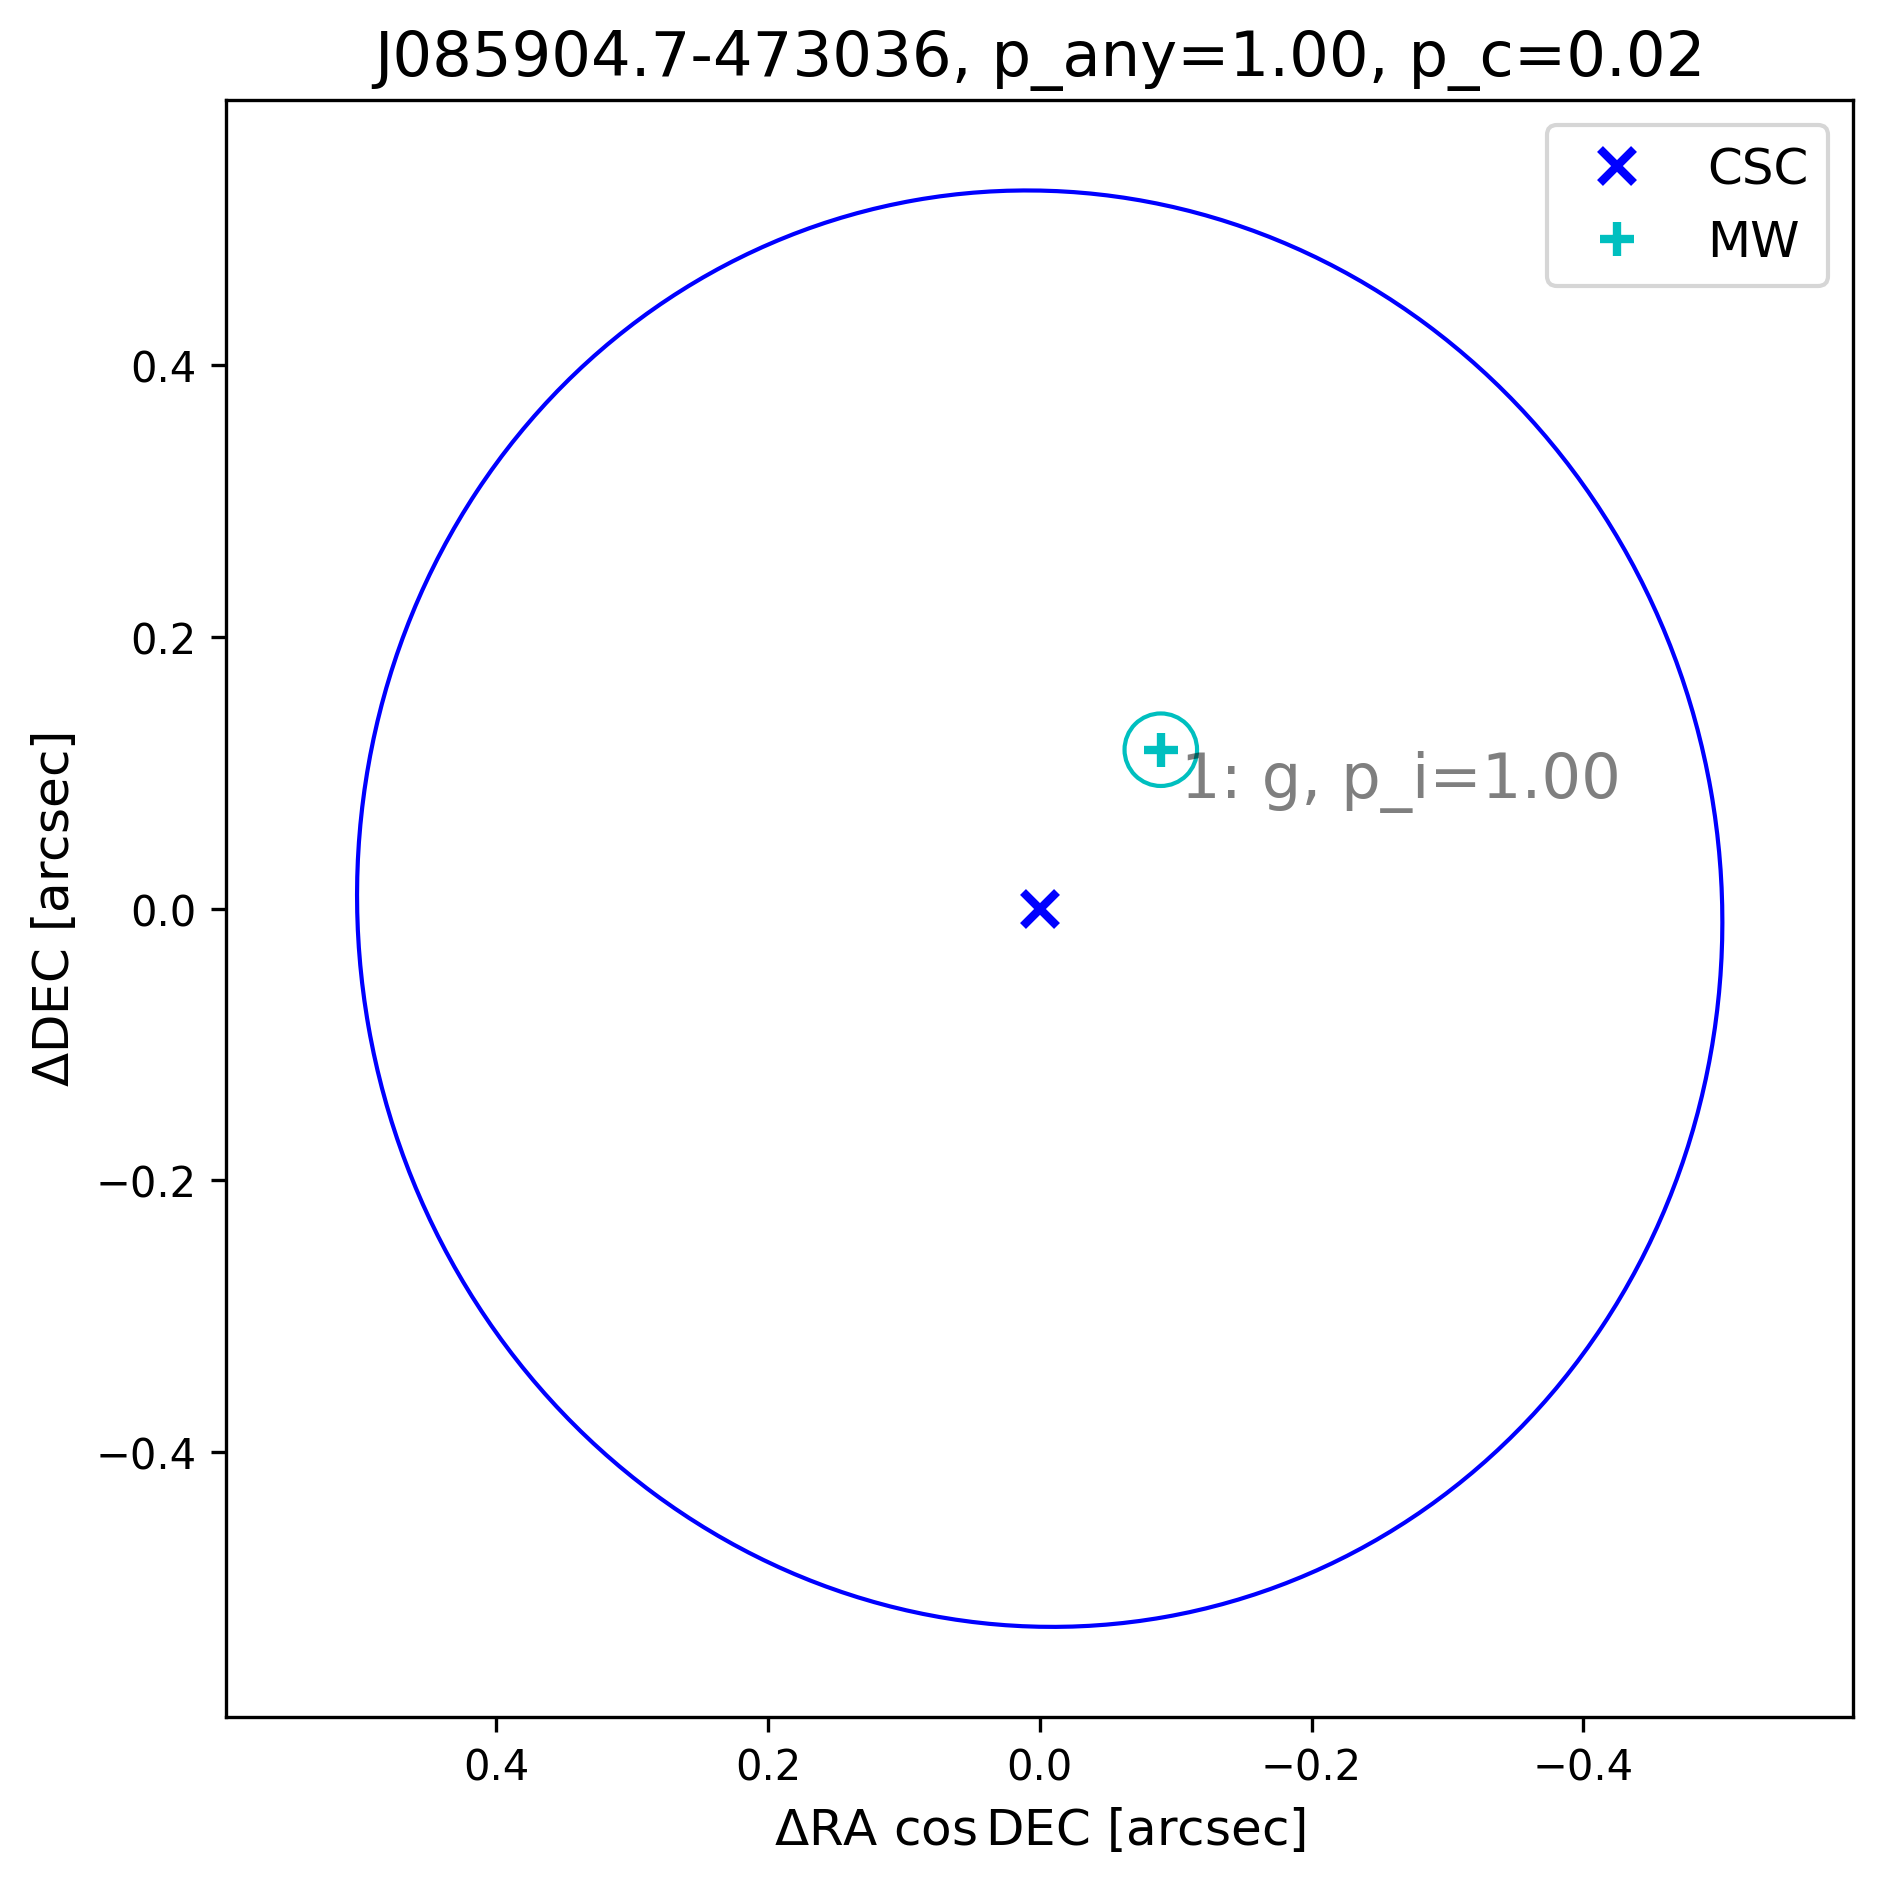 J085904.7-473036, p_any=1.00, p_c=0.02
CSC
MW
0.4
0.2
0.0
−0.2
−0.4
ΔDEC [arcsec]
1: g, p_i=1.00
0.4
0.2
0.0
−0.2
−0.4
ΔRA cos DEC [arcsec]